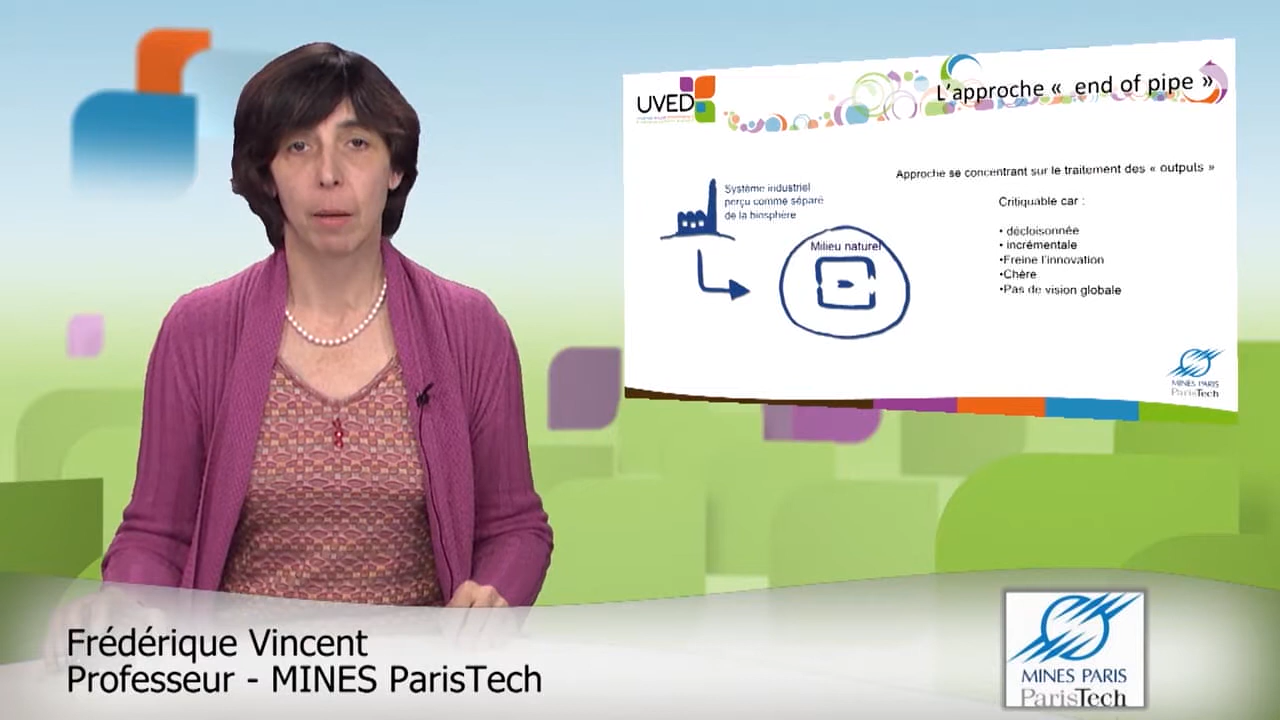 UVED
L'approche « end of pipe »
Approche se concentrant sur le traitement des « outpuls »
Système industriel
perçu comme séparé
de la biosphère
Milieu naturel
Critiquable car :
• décloisonnée
• incrémentale
•Freine l'innovation
•Chère
•Pas de vision globale
MINES PARIS
ParisTech
Frédérique Vincent
Professeur - MINES ParisTech
MINES PARIS
ParisTech